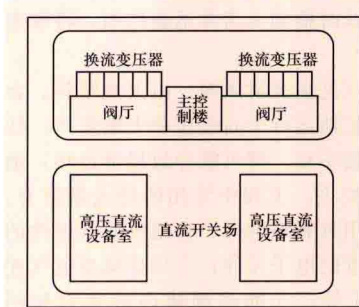 换流变压器
换流变压器
阀厅
主控
制楼
阀厅
高压直流
设备室
直流开关场
高压直流
设备室